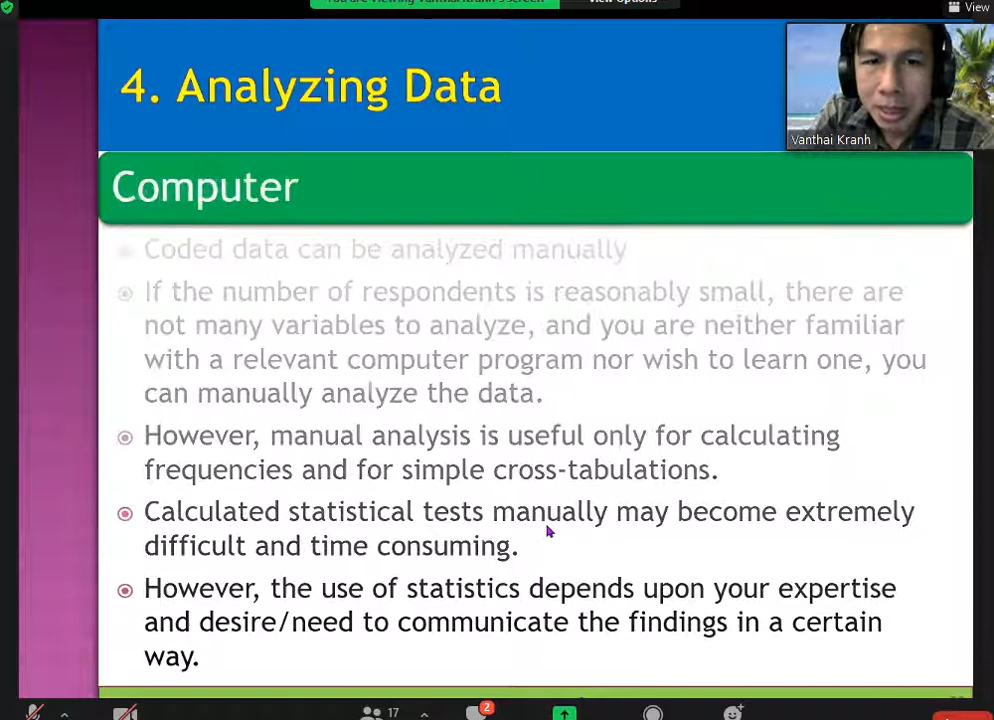 View
4. Analyzing Data
Vanthai Kranh
Computer
Coded data can be analyzed manually
If the number of respondents is reasonably small, there are
not many variables to analyze, and you are neither familiar
with a relevant computer program nor wish to learn one, you
can manually analyze the data.
However, manual analysis is useful only for calculating
frequencies and for simple cross-tabulations.
Calculated statistical tests manually may become extremely
difficult and time consuming.
However, the use of statistics depends upon your expertise
and desire/need to communicate the findings in a certain
way.
17
2